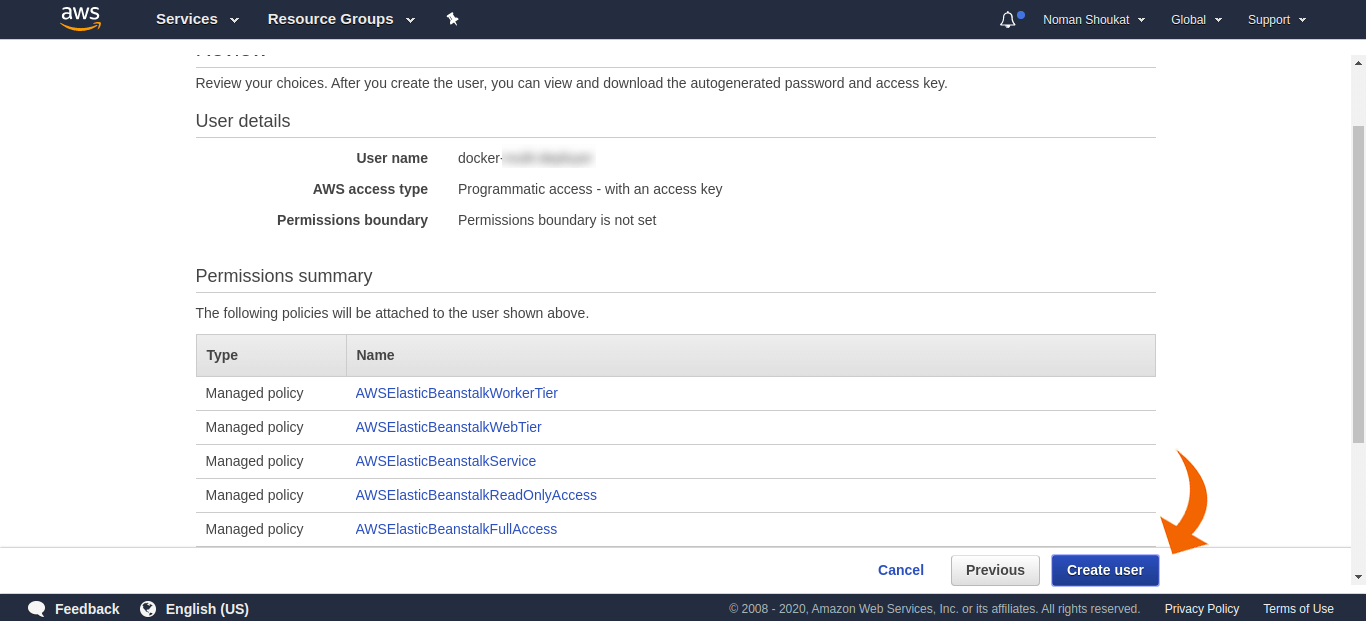 aws Services Resource Groups Noman Shoukat Global Support
Review your choices. After you create the user, you can view and download the autogenerated password and access key.
User details
User name docker-
AWS access type Programmatic access - with an access key
Permissions boundary Permissions boundary is not set
Permissions summary
The following policies will be attached to the user shown above.
Type Name
Managed policy AWSElasticBeanstalkWorkerTier
Managed policy AWSElasticBeanstalkWebTier
Managed policy AWSElasticBeanstalkService
Managed policy AWSElasticBeanstalkReadOnlyAccess
Managed policy AWSElasticBeanstalkFullAccess
Cancel Previous Create user
Feedback English (US) © 2008 - 2020, Amazon Web Services, Inc. or its affiliates. All rights reserved. Privacy Policy Terms of Use